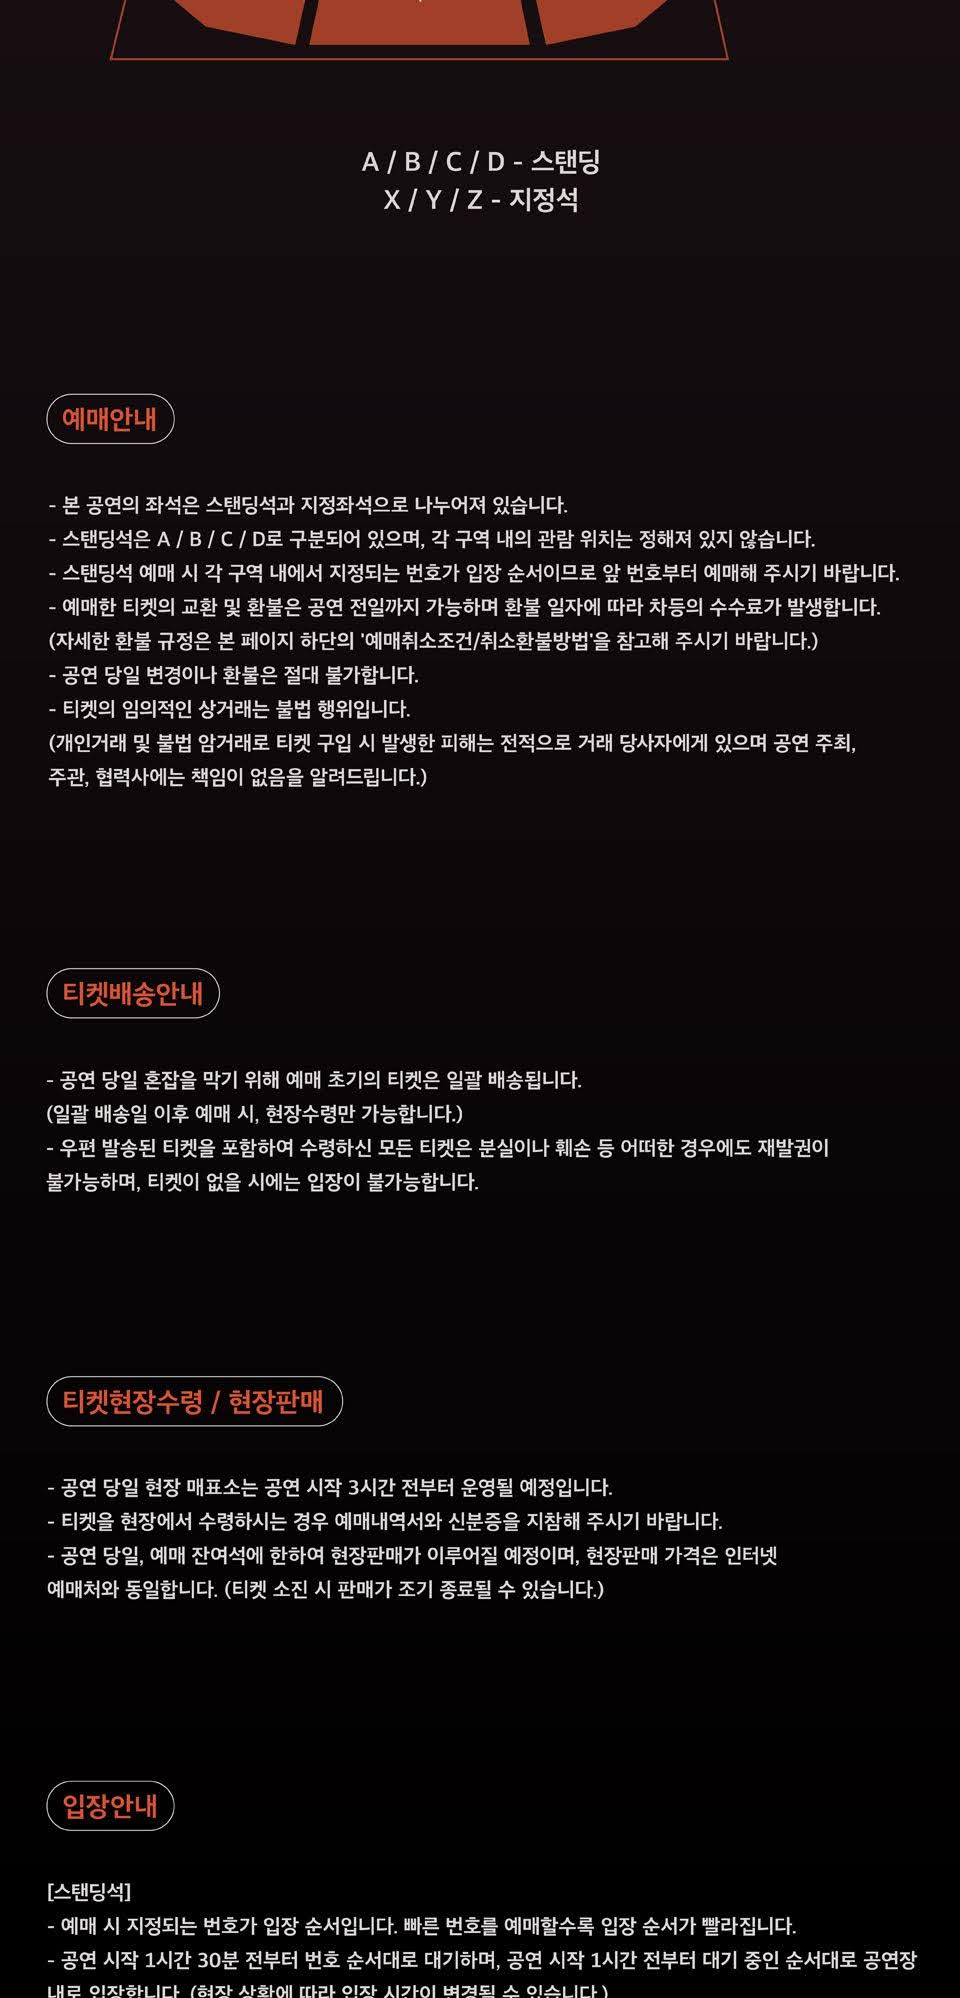 A / B / C / D - 스탠딩
X / Y / Z - 지정석
예매안내
- 본 공연의 좌석은 스탠딩석과 지정좌석으로 나누어져 있습니다.
- 스탠딩석은 A / B / C / D로 구분되어 있으며, 각 구역 내의 관람 위치는 정해져 있지 않습니다.
- 스탠딩석 예매 시 각 구역 내에서 지정되는 번호가 입장 순서이므로 앞 번호부터 예매해 주시기 바랍니다.
- 예매한 티켓의 교환 및 환불은 공연 전일까지 가능하며 환불 일자에 따라 차등의 수수료가 발생합니다.
(자세한 환불 규정은 본 페이지 하단의 '예매취소조건/취소환불방법'을 참고해 주시기 바랍니다.)
- 공연 당일 변경이나 환불은 절대 불가합니다.
- 티켓의 임의적인 상거래는 불법 행위입니다.
(개인거래 및 불법 암거래로 티켓 구입 시 발생한 피해는 전적으로 거래 당사자에게 있으며 공연 주최,
주관, 협력사에는 책임이 없음을 알려드립니다.)
티켓배송안내
- 공연 당일 혼잡을 막기 위해 예매 초기의 티켓은 일괄 배송됩니다.
(일괄 배송일 이후 예매 시, 현장수령만 가능합니다.)
- 우편 발송된 티켓을 포함하여 수령하신 모든 티켓은 분실이나 훼손 등 어떠한 경우에도 재발권이
불가능하며, 티켓이 없을 시에는 입장이 불가능합니다.
티켓현장수령 / 현장판매
- 공연 당일 현장 매표소는 공연 시작 3시간 전부터 운영될 예정입니다.
- 티켓을 현장에서 수령하시는 경우 예매내역서와 신분증을 지참해 주시기 바랍니다.
- 공연 당일, 예매 잔여석에 한하여 현장판매가 이루어질 예정이며, 현장판매 가격은 인터넷
예매처와 동일합니다. (티켓 소진 시 판매가 조기 종료될 수 있습니다.)
입장안내
[스탠딩석]
- 예매 시 지정되는 번호가 입장 순서입니다. 빠른 번호를 예매할수록 입장 순서가 빨라집니다.
- 공연 시작 1시간 30분 전부터 번호 순서대로 대기하며, 공연 시작 1시간 전부터 대기 중인 순서대로 공연장
내로 입장합니다. (현장 상황에 따라 입장 시간이 변경될 수 있습니다.)